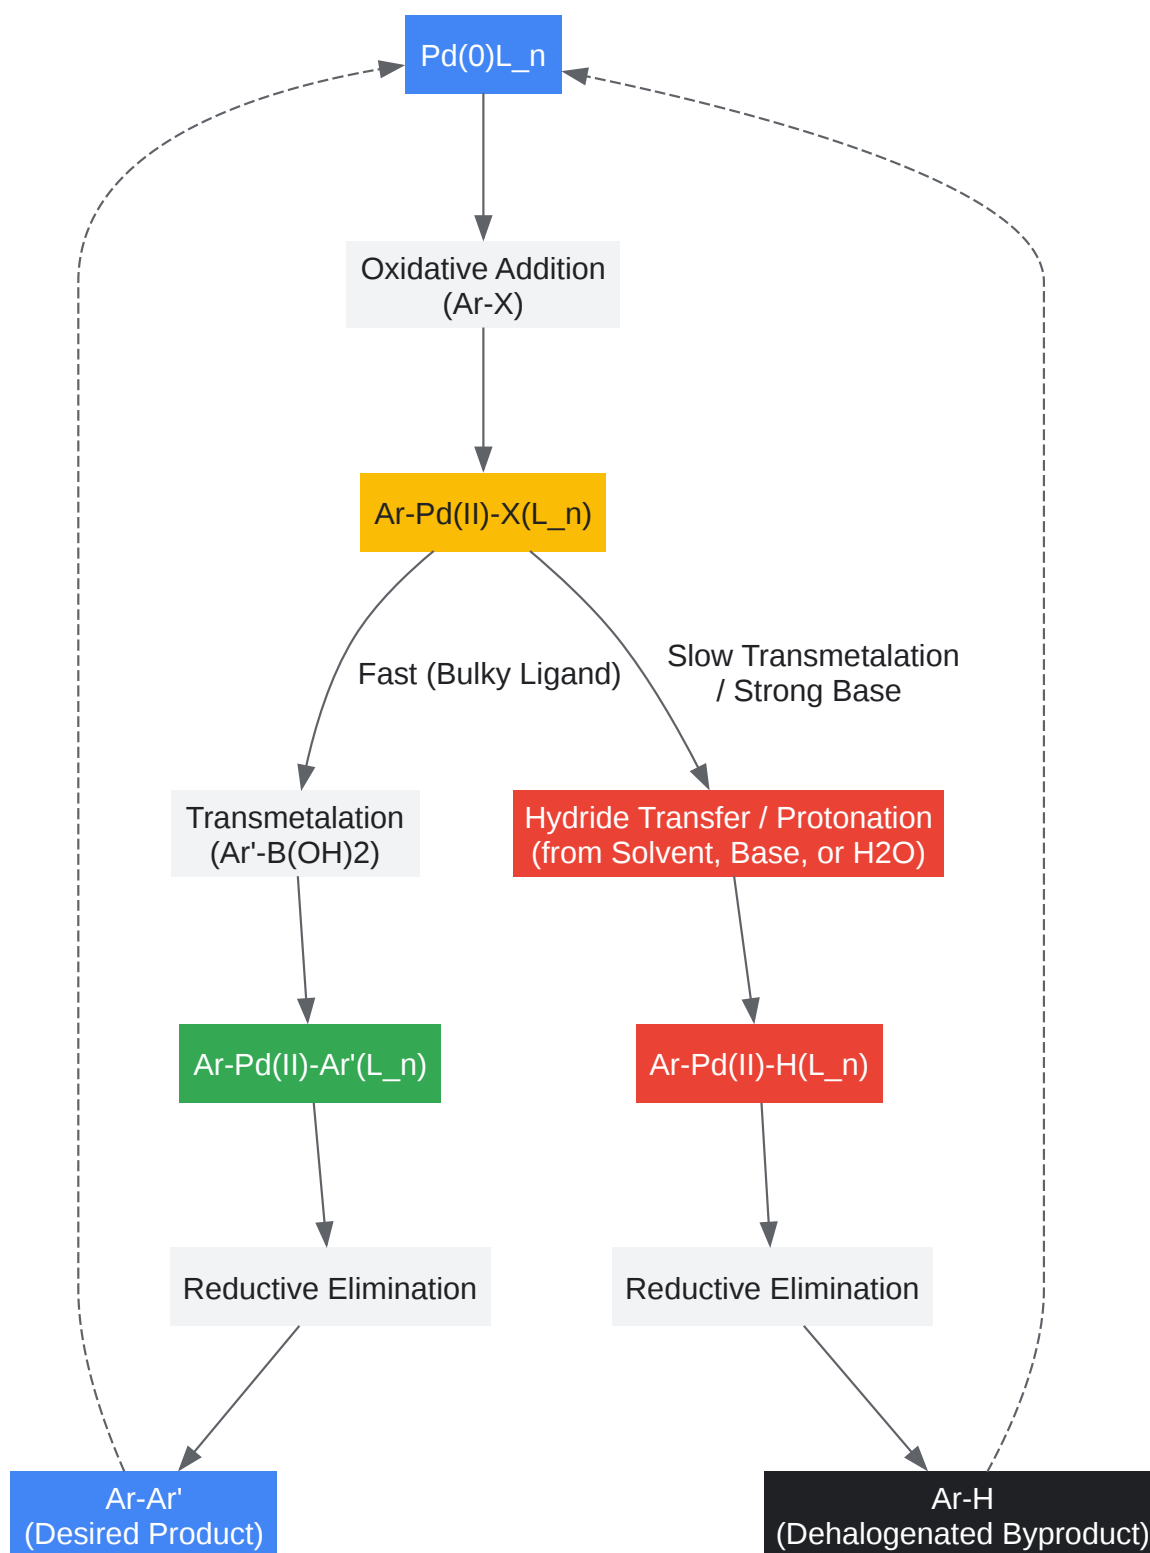 Pd(0)L_n
Oxidative Addition
(Ar-X)
Ar-Pd(II)-X(L_n)
Fast (Bulky Ligand)
Slow Transmetalation
/ Strong Base
Transmetalation
(Ar'-B(OH)2)
Hydride Transfer / Protonation
(from Solvent, Base, or H2O)
Ar-Pd(II)-Ar'(L_n)
Ar-Pd(II)-H(L_n)
Reductive Elimination
Reductive Elimination
Ar-Ar'
(Desired Product)
Ar-H
(Dehalogenated Byproduct)